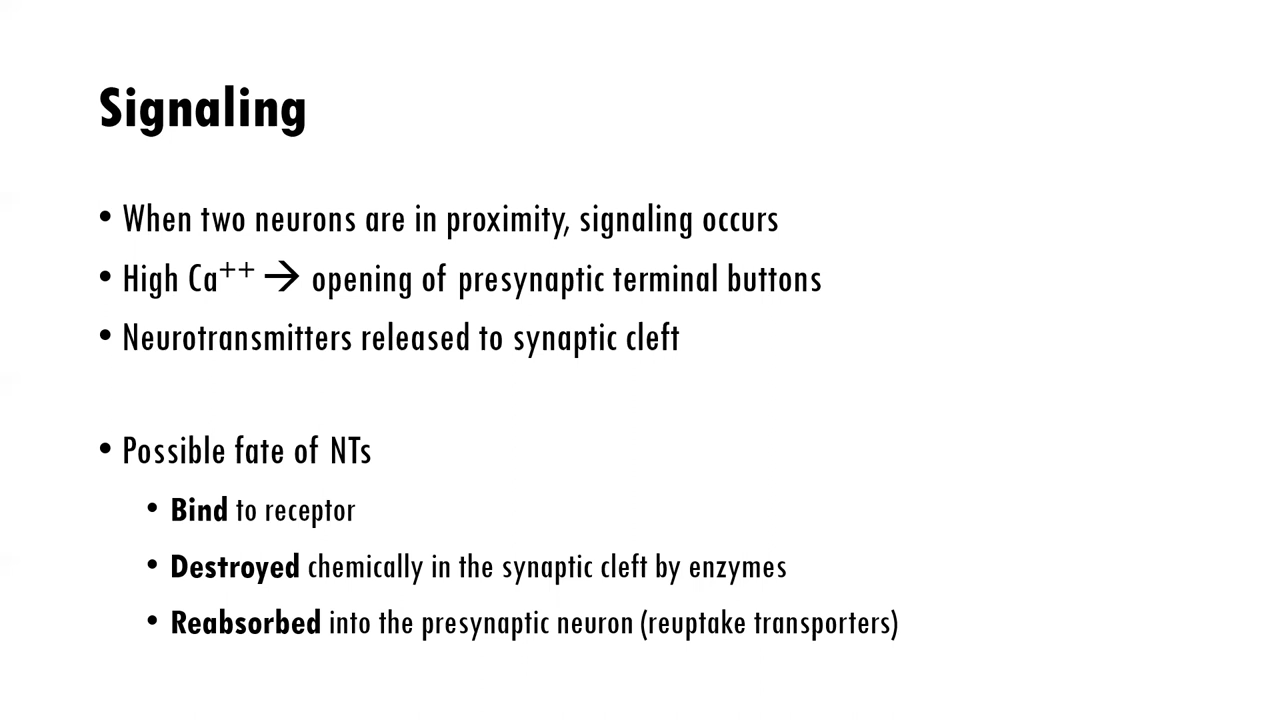 Signaling
• When two neurons are in proximity, signaling occurs
• High Ca⁺⁺ → opening of presynaptic terminal buttons
• Neurotransmitters released to synaptic cleft
• Possible fate of NTs
• Bind to receptor
• Destroyed chemically in the synaptic cleft by enzymes
• Reabsorbed into the presynaptic neuron (reuptake transporters)